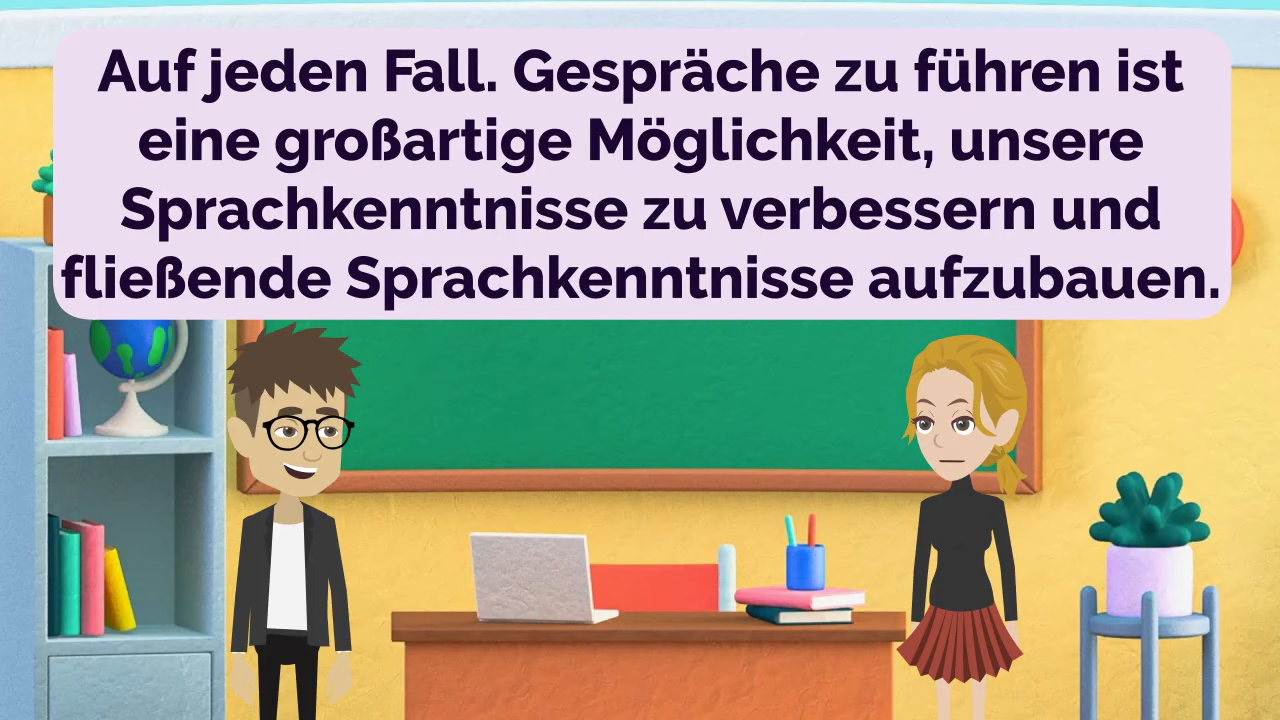 Auf jeden Fall. Gespräche zu führen ist
eine großartige Möglichkeit, unsere
Sprachkenntnisse zu verbessern und
fließende Sprachkenntnisse aufzubauen.